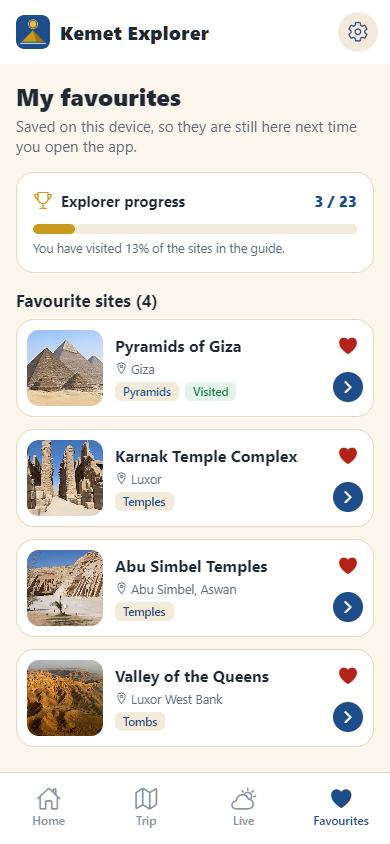 Kemet Explorer
My favourites
Saved on this device, so they are still here next time
you open the app.
Explorer progress
3 / 23
You have visited 13% of the sites in the guide.
Favourite sites (4)
Pyramids of Giza
Giza
Pyramids
Visited
Karnak Temple Complex
Luxor
Temples
Abu Simbel Temples
Abu Simbel, Aswan
Temples
Valley of the Queens
Luxor West Bank
Tombs
Home
Trip
Live
Favourites